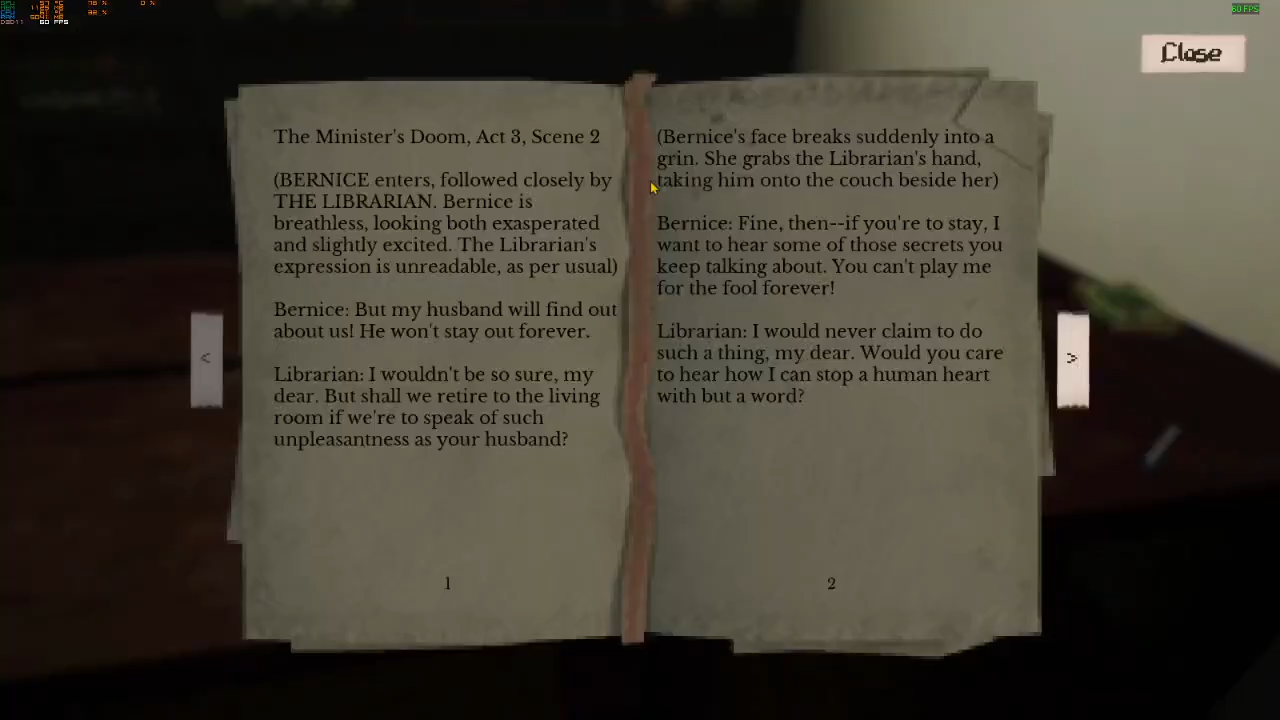 60 FPS
60 FPS
Close
The Minister's Doom, Act 3, Scene 2
(BERNICE enters, followed closely by
THE LIBRARIAN. Bernice is
breathless, looking both exasperated
and slightly excited. The Librarian's
expression is unreadable, as per usual)
Bernice: But my husband will find out
about us! He won't stay out forever.
Librarian: I wouldn't be so sure, my
dear. But shall we retire to the living
room if we're to speak of such
unpleasantness as your husband?
1
(Bernice's face breaks suddenly into a
grin. She grabs the Librarian's hand,
taking him onto the couch beside her)
Bernice: Fine, then--if you're to stay, I
want to hear some of those secrets you
keep talking about. You can't play me
for the fool forever!
Librarian: I would never claim to do
such a thing, my dear. Would you care
to hear how I can stop a human heart
with but a word?
2
<
>